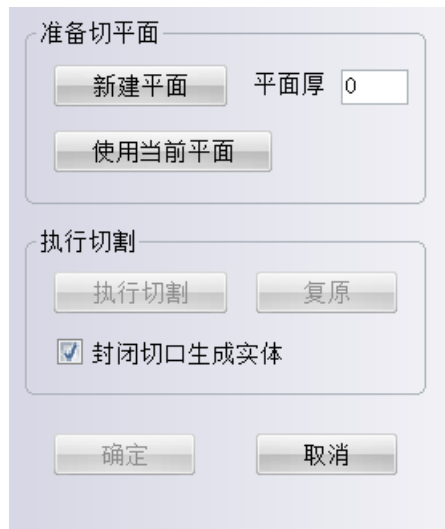 准备切平面
新建平面 平面厚 0
使用当前平面
执行切割
执行切割 复原
封闭切口生成实体
确定 取消